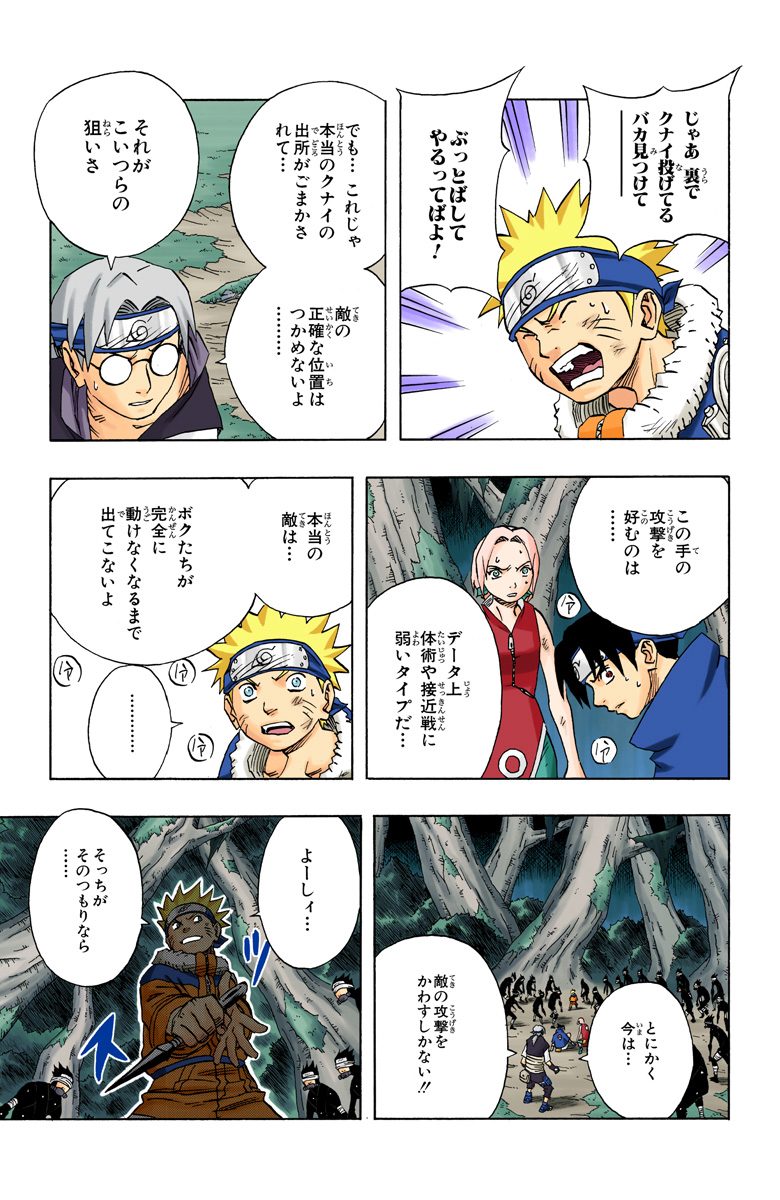 じゃあ 裏で
クナイ投げてる
バカ見つけて
ぶっとばして
やるってばよ！
でも… これじゃ
本当のクナイの
出所がごまかさ
れて…
敵の
正確な位置は
つかめないよ
………
それが
こいつらの
狙いさ
この手の
攻撃を
好むのは
……
データ上
体術や接近戦に
弱いタイプだ…
本当の
敵は…
ボクたちが
完全に
動けなくなるまで
出てこないよ
………
とにかく
今は…
敵の攻撃を
かわすしかない!!
よーしィ…
そっちが
そのつもりなら
……
ッ